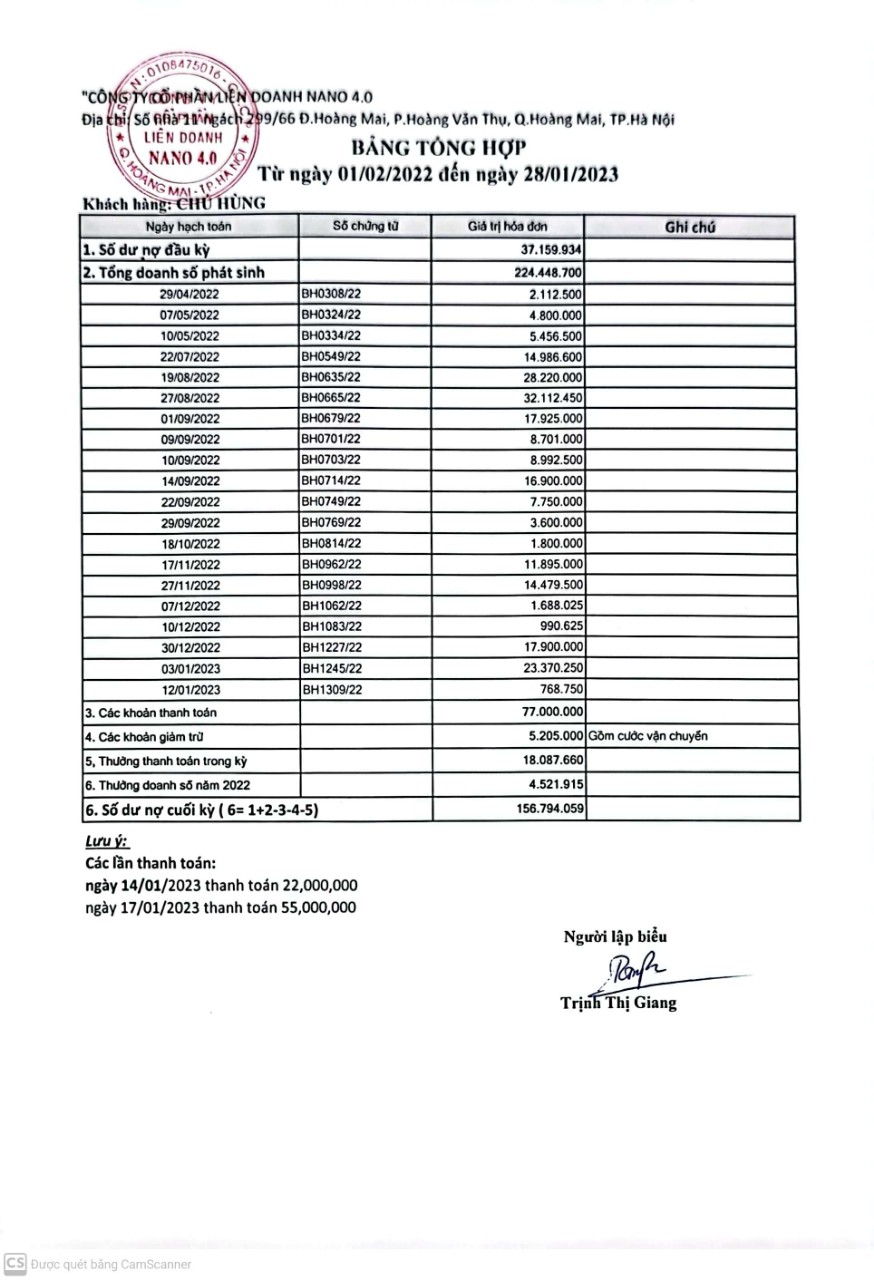 "CÔNG TY CỔ PHẦN LIÊN DOANH NANO 4.0
Địa chỉ: Số nhà 11 Ngách 299/66 Đ.Hoàng Mai, P.Hoàng Văn Thụ, Q.Hoàng Mai, TP.Hà Nội
LIÊN DOANH
NANO 4.0
Q. HOÀNG MAI - T.P. HÀ NỘI
BẢNG TỔNG HỢP
Từ ngày 01/02/2022 đến ngày 28/01/2023
Khách hàng: CHÚ HÙNG
Ngày hạch toán Số chứng từ Giá trị hóa đơn Ghi chú
1. Số dư nợ đầu kỳ 37.159.934
2. Tổng doanh số phát sinh 224.448.700
29/04/2022 BH0308/22 2.112.500
07/05/2022 BH0324/22 4.800.000
10/05/2022 BH0334/22 5.456.500
22/07/2022 BH0549/22 14.986.600
19/08/2022 BH0635/22 28.220.000
27/08/2022 BH0665/22 32.112.450
01/09/2022 BH0679/22 17.925.000
09/09/2022 BH0701/22 8.701.000
10/09/2022 BH0703/22 8.992.500
14/09/2022 BH0714/22 16.900.000
22/09/2022 BH0749/22 7.750.000
29/09/2022 BH0769/22 3.600.000
18/10/2022 BH0814/22 1.800.000
17/11/2022 BH0962/22 11.895.000
27/11/2022 BH0998/22 14.479.500
07/12/2022 BH1062/22 1.688.025
10/12/2022 BH1083/22 990.625
30/12/2022 BH1227/22 17.900.000
03/01/2023 BH1245/22 23.370.250
12/01/2023 BH1309/22 768.750
3. Các khoản thanh toán 77.000.000
4. Các khoản giảm trừ 5.205.000 Gồm cước vận chuyển
5, Thưởng thanh toán trong kỳ 18.087.660
6. Thưởng doanh số năm 2022 4.521.915
6. Số dư nợ cuối kỳ ( 6= 1+2-3-4-5) 156.794.059
Lưu ý:
Các lần thanh toán:
ngày 14/01/2023 thanh toán 22,000,000
ngày 17/01/2023 thanh toán 55,000,000
Người lập biểu
Trịnh Thị Giang
CS Được quét bằng CamScanner